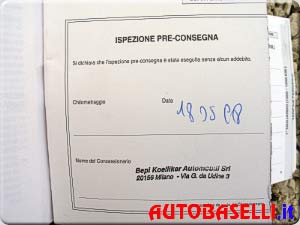 ISPEZIONE PRE-CONSEGNA
Si dichiara che l'ispezione pre-consegna è stata eseguita senza alcun addebito.
Chilometraggio
Data
18 05 98
Nome del Concessionario
Bepi Koelliker Automobili Srl
20159 Milano - Via G. da Udine 3
AUTOBASELLI.it